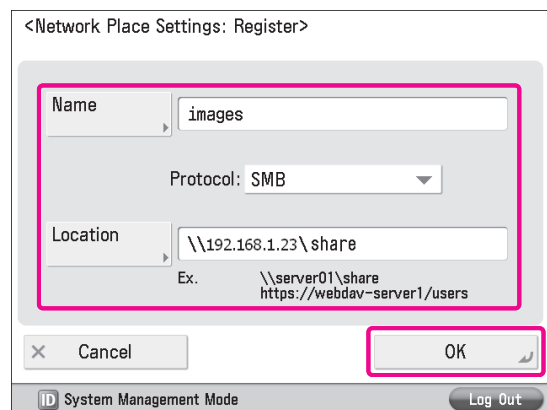 <Network Place Settings: Register>
Name
images
Protocol: SMB
Location
\\192.168.1.23\share
Ex. \\server01\share
https://webdav-server1/users
Cancel
OK
ID System Management Mode
Log Out